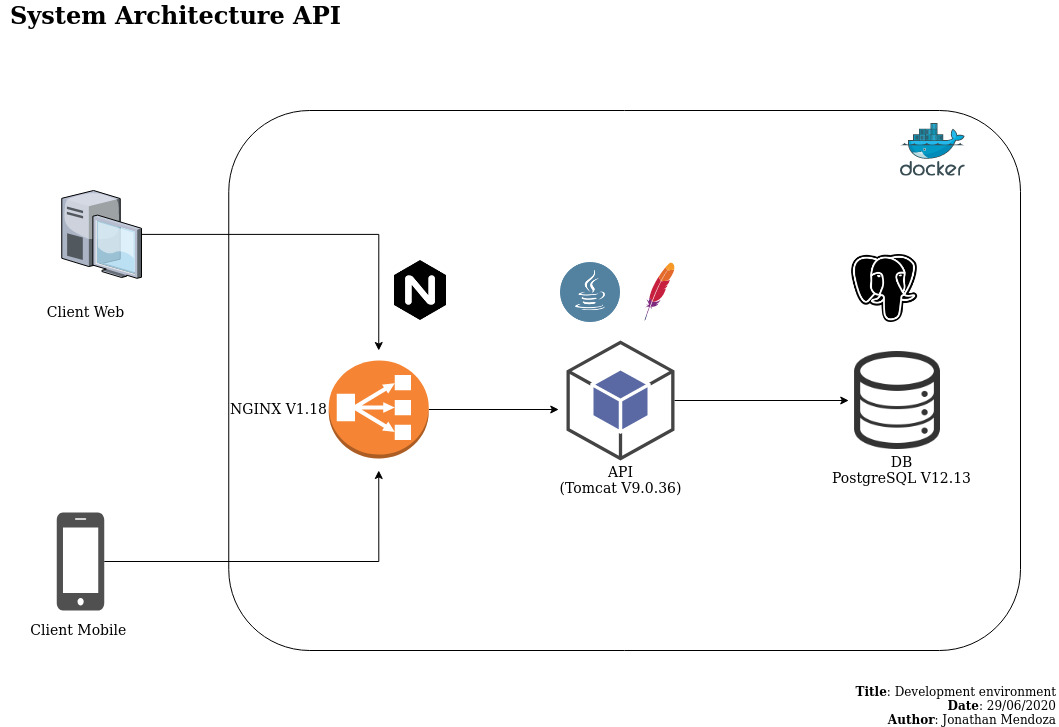 System Architecture API
docker
Client Web
N
NGINX V1.18
API
(Tomcat V9.0.36)
DB
PostgreSQL V12.13
Client Mobile
Title: Development environment
Date: 29/06/2020
Author: Jonathan Mendoza